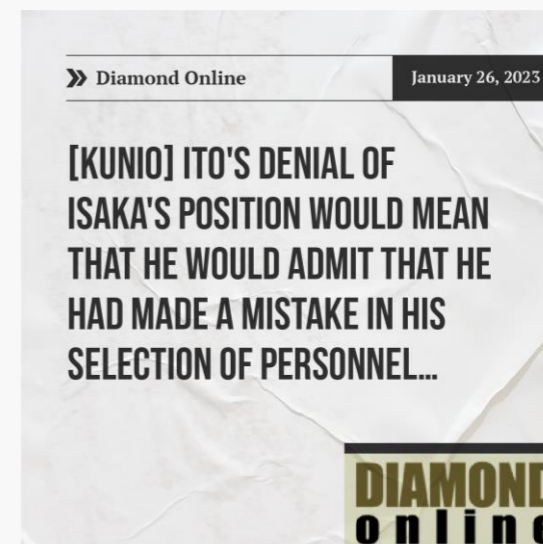 Diamond Online
January 26, 2023
[KUNIO] ITO'S DENIAL OF
ISAKA'S POSITION WOULD MEAN
THAT HE WOULD ADMIT THAT HE
HAD MADE A MISTAKE IN HIS
SELECTION OF PERSONNEL...
DIAMOND
online